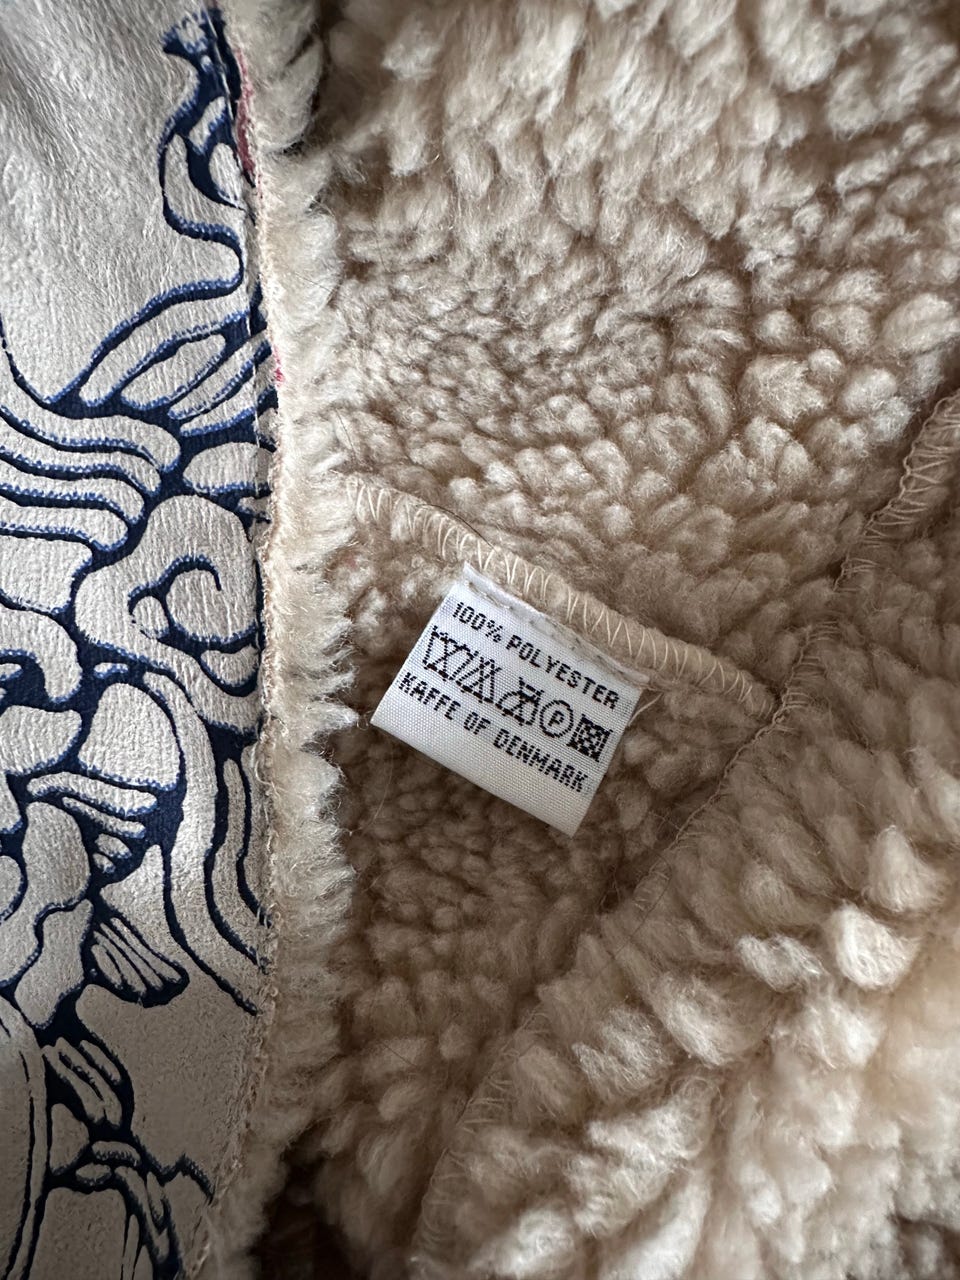 100% POLYESTER
P
KAFFE OF DENMARK